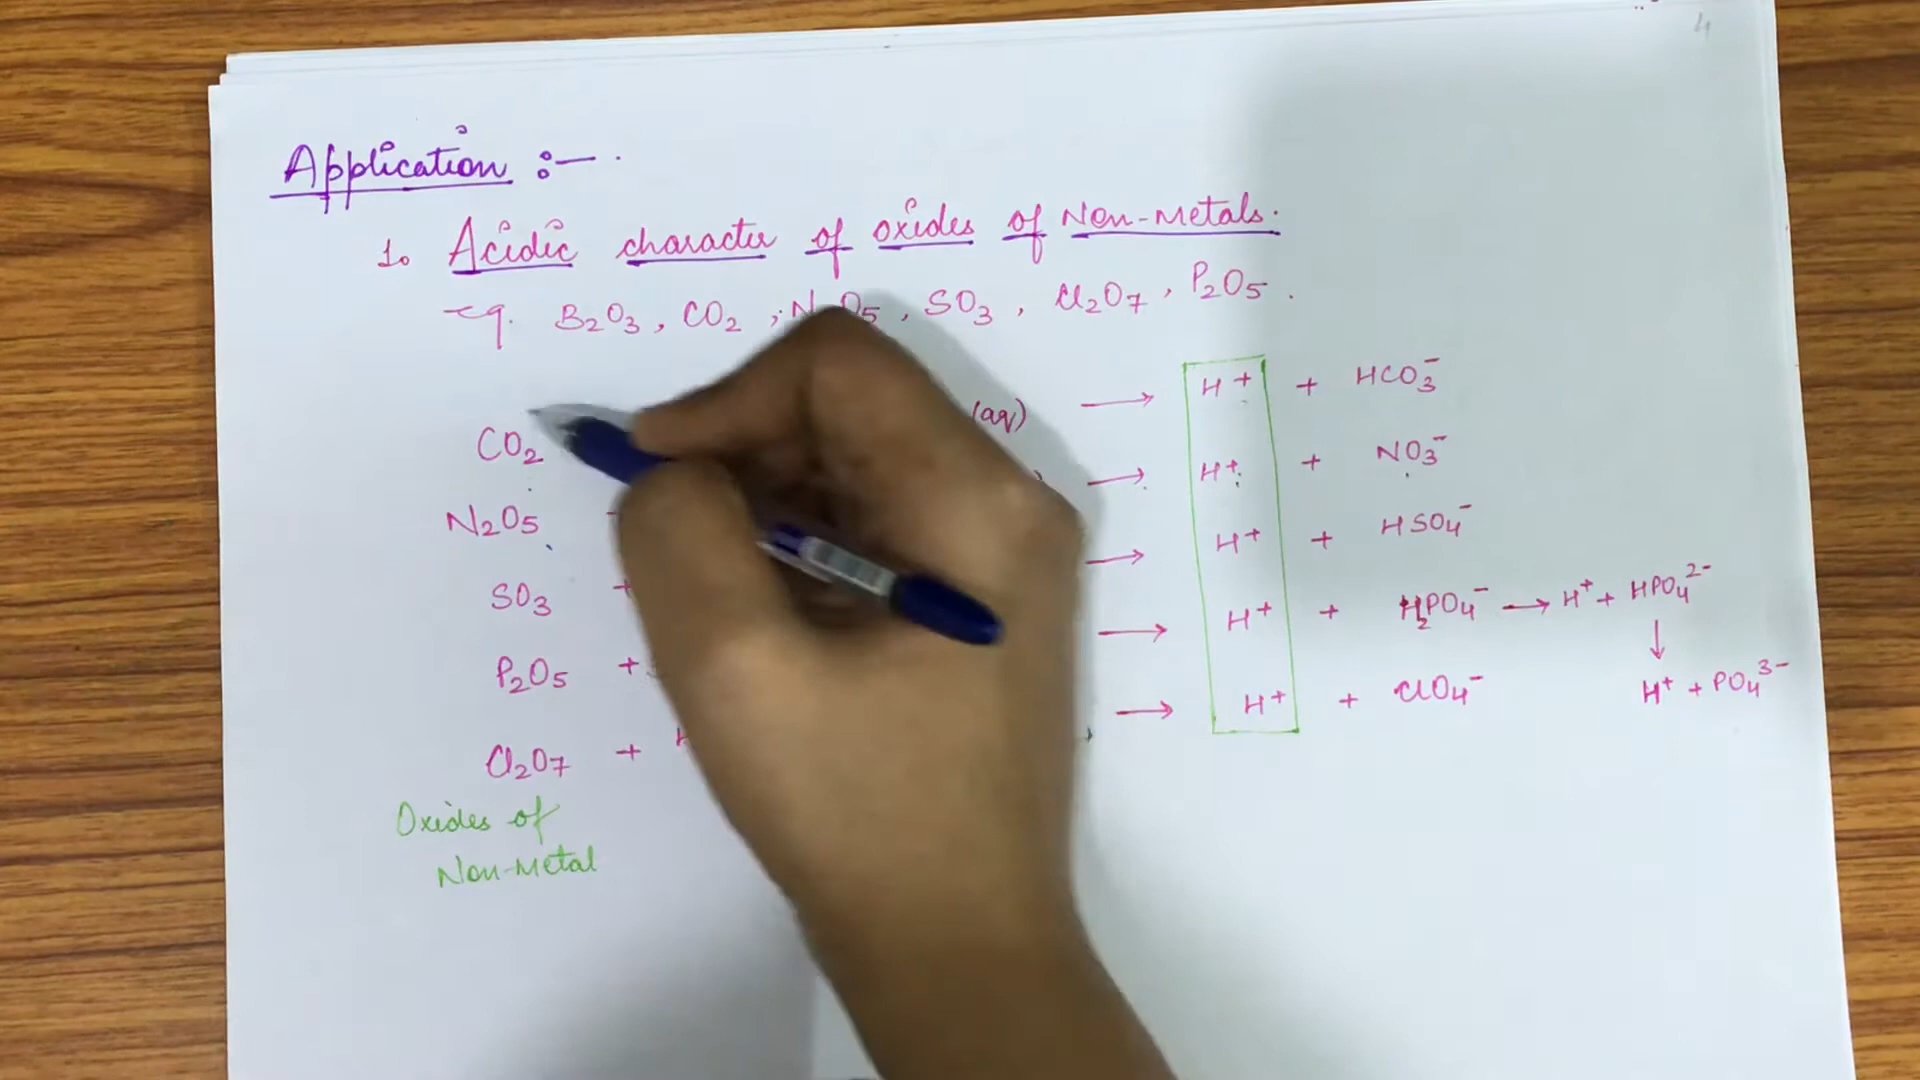 4
Application :—
1. Acidic character of oxides of Non-Metals.
eg. B₂O₃, CO₂, SO₃, Cl₂O₇, P₂O₅.
CO₂ (aq) → H⁺ + HCO₃⁻
N₂O₅ → H⁺ + NO₃⁻
SO₃ + → H⁺ + HSO₄⁻
P₂O₅ + → H⁺ + H₂PO₄⁻ → H⁺ + HPO₄²⁻
↓
Cl₂O₇ + → H⁺ + ClO₄⁻ H⁺ + PO₄³⁻
Oxides of
Non-Metal